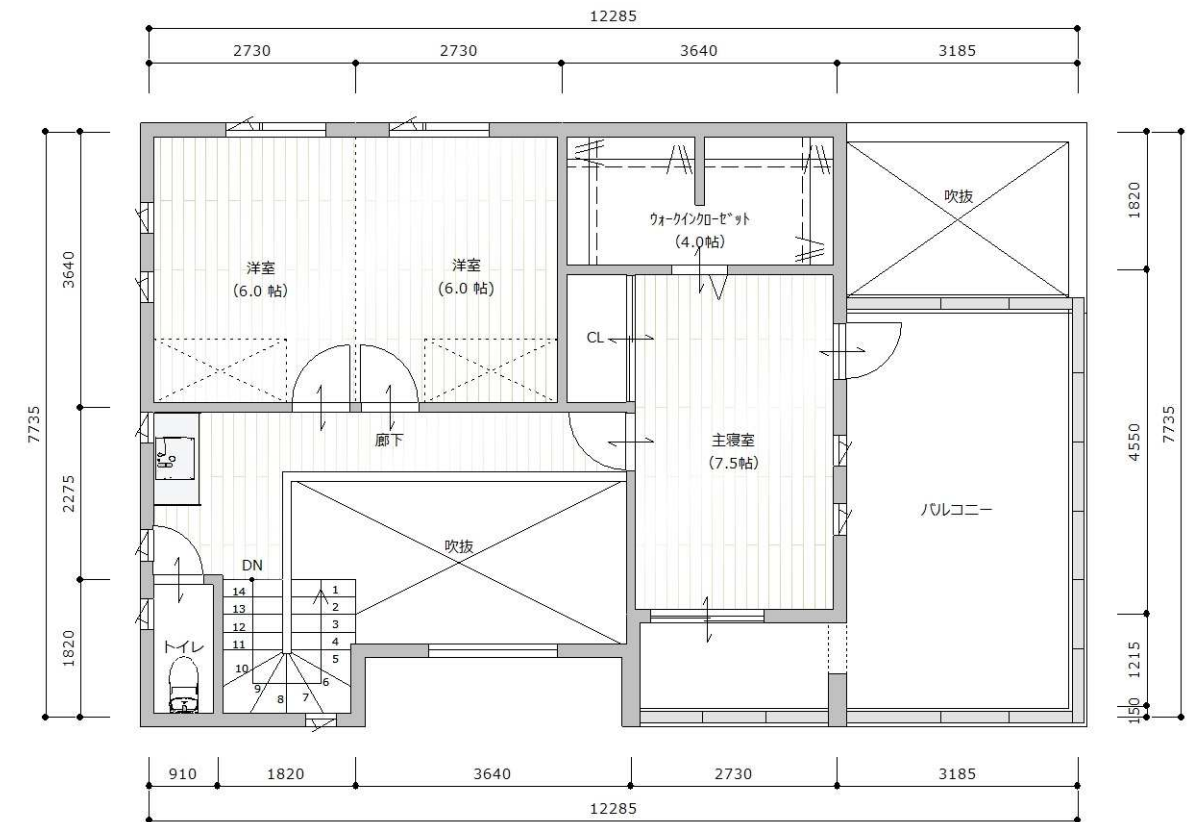 12285
2730
2730
3640
3185
7735
3640
2275
1820
1820
4550
1215
150
7735
吹抜
ウォークインクローゼット
(4.0帖)
洋室
(6.0 帖)
洋室
(6.0 帖)
CL
廊下
主寝室
(7.5帖)
バルコニー
吹抜
DN
14
13
12
11
10
9
8
7
6
5
4
3
2
1
トイレ
910
1820
3640
2730
3185
12285